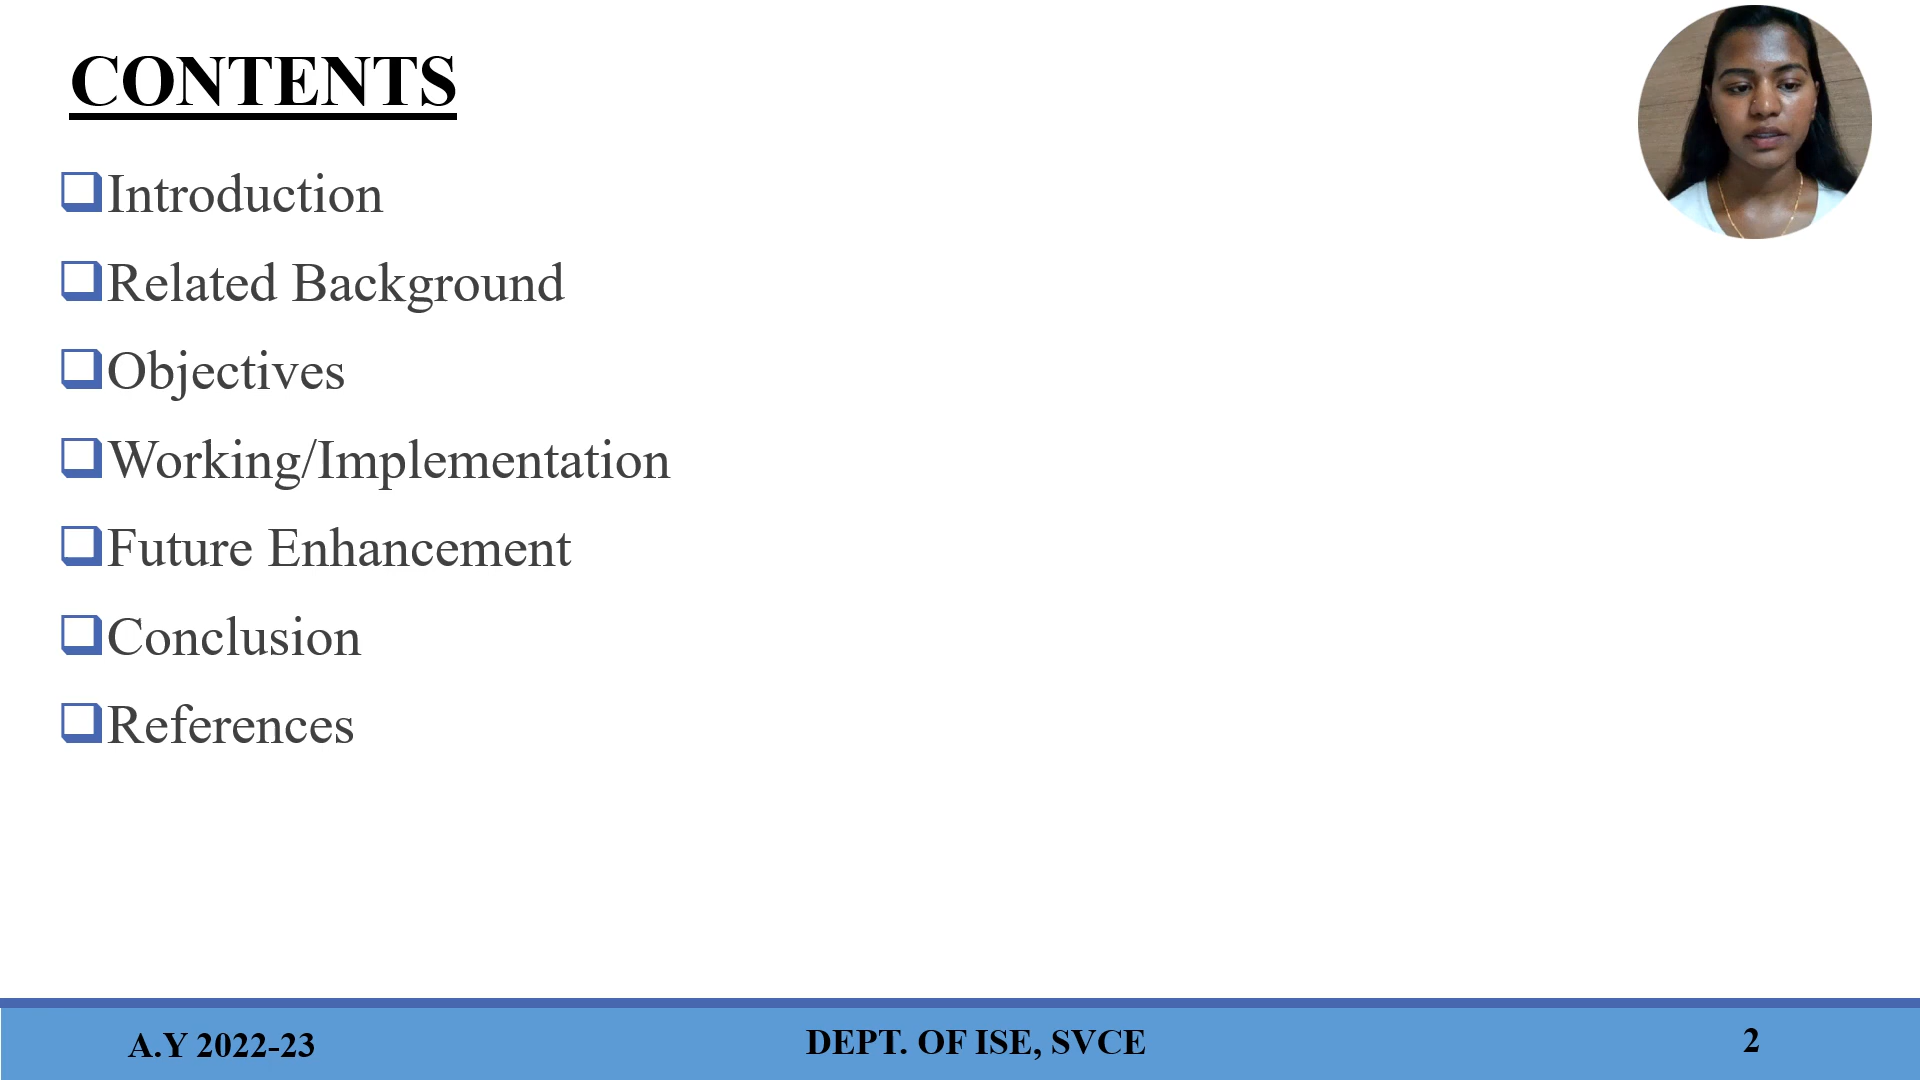 CONTENTS
Introduction
Related Background
Objectives
Working/Implementation
Future Enhancement
Conclusion
References
A.Y 2022-23
DEPT. OF ISE, SVCE
2